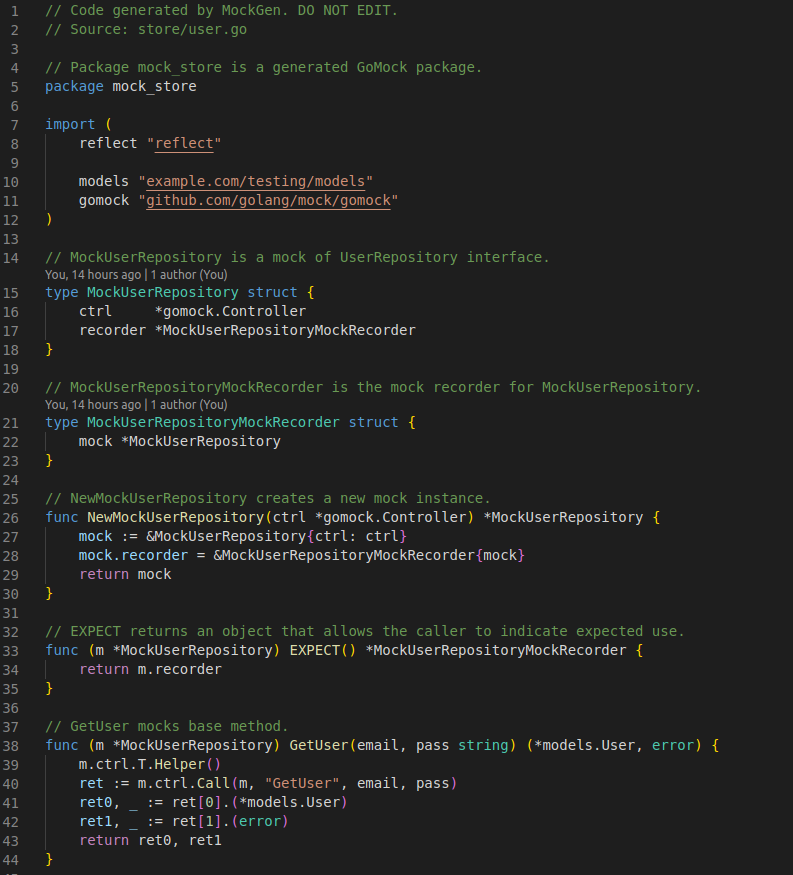 1 // Code generated by MockGen. DO NOT EDIT.
2 // Source: store/user.go
3
4 // Package mock_store is a generated GoMock package.
5 package mock_store
6
7 import (
8     reflect "reflect"
9
10     models "example.com/testing/models"
11     gomock "github.com/golang/mock/gomock"
12 )
13
14 // MockUserRepository is a mock of UserRepository interface.
You, 14 hours ago | 1 author (You)
15 type MockUserRepository struct {
16     ctrl     *gomock.Controller
17     recorder *MockUserRepositoryMockRecorder
18 }
19
20 // MockUserRepositoryMockRecorder is the mock recorder for MockUserRepository.
You, 14 hours ago | 1 author (You)
21 type MockUserRepositoryMockRecorder struct {
22     mock *MockUserRepository
23 }
24
25 // NewMockUserRepository creates a new mock instance.
26 func NewMockUserRepository(ctrl *gomock.Controller) *MockUserRepository {
27     mock := &MockUserRepository{ctrl: ctrl}
28     mock.recorder = &MockUserRepositoryMockRecorder{mock}
29     return mock
30 }
31
32 // EXPECT returns an object that allows the caller to indicate expected use.
33 func (m *MockUserRepository) EXPECT() *MockUserRepositoryMockRecorder {
34     return m.recorder
35 }
36
37 // GetUser mocks base method.
38 func (m *MockUserRepository) GetUser(email, pass string) (*models.User, error) {
39     m.ctrl.T.Helper()
40     ret := m.ctrl.Call(m, "GetUser", email, pass)
41     ret0, _ := ret[0].(*models.User)
42     ret1, _ := ret[1].(error)
43     return ret0, ret1
44 }